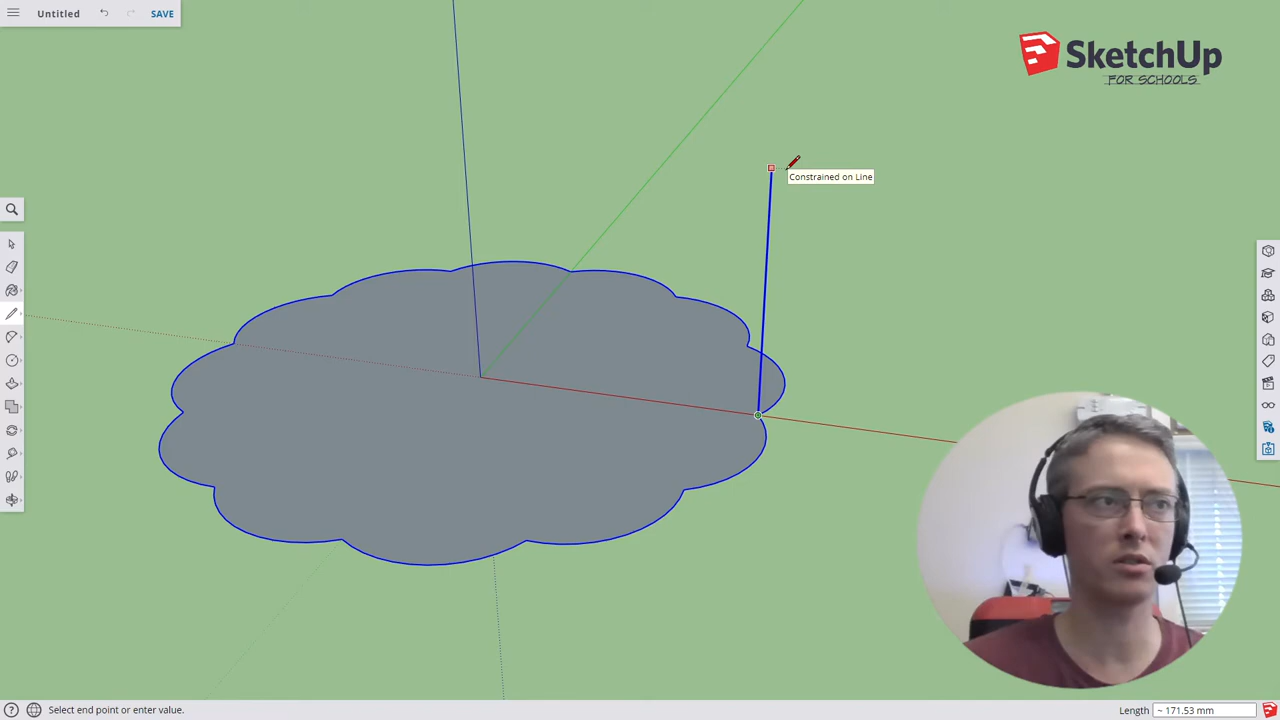 Untitled
SAVE
SketchUp
FOR SCHOOLS
Constrained on Line
Select end point or enter value.
Length
~ 171.53 mm